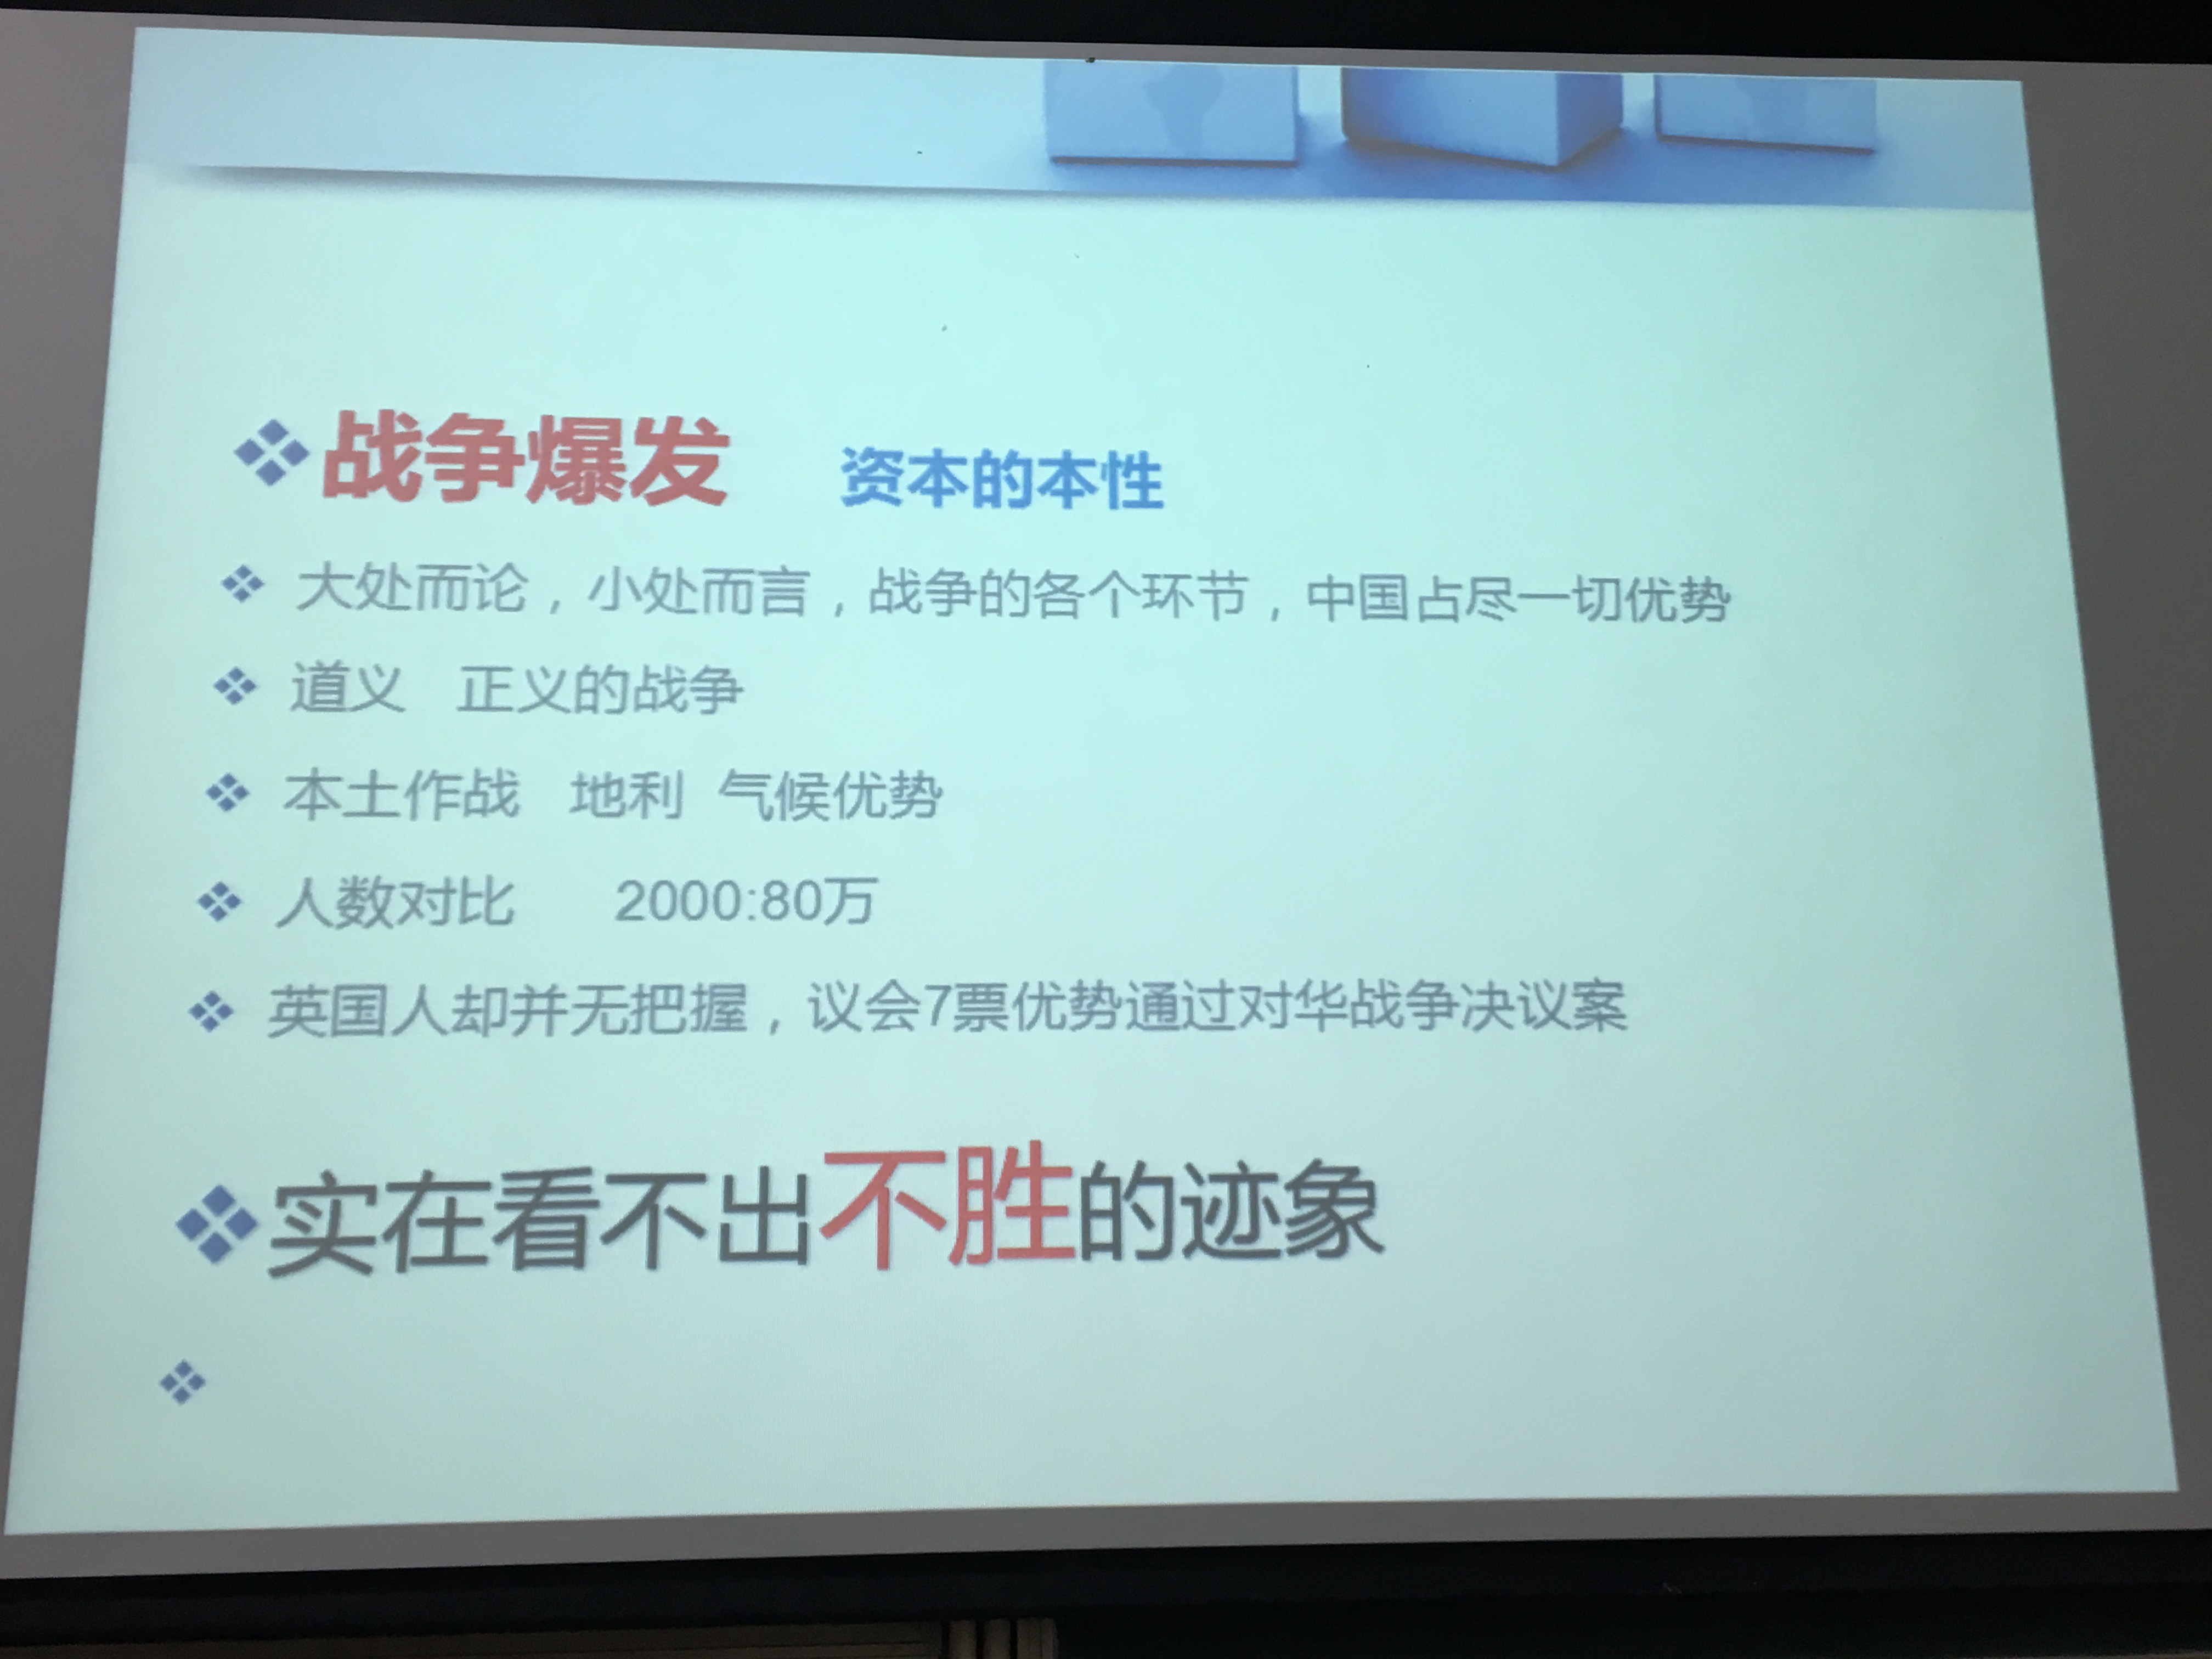 战争爆发 资本的本性
大处而论，小处而言，战争的各个环节，中国占尽一切优势
道义 正义的战争
本土作战 地利 气候优势
人数对比 2000:80万
英国人却并无把握，议会7票优势通过对华战争决议案
实在看不出不胜的迹象